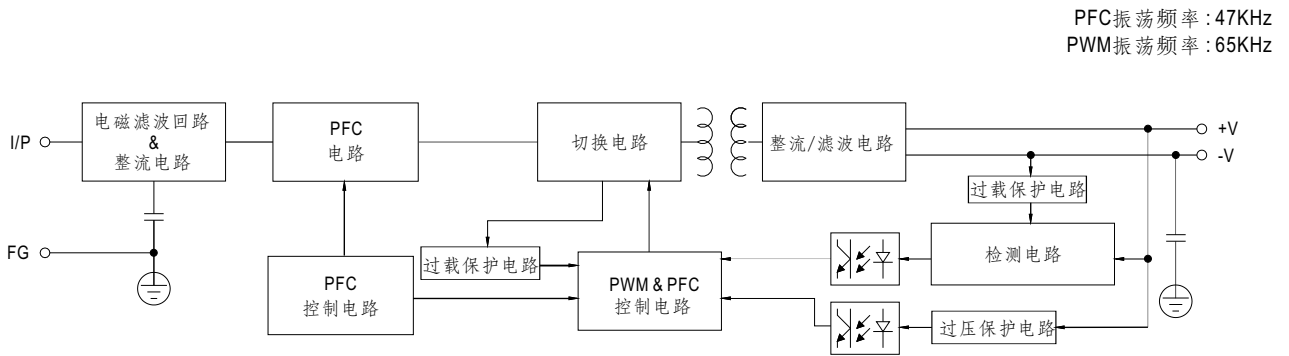 PFC振荡频率:47KHz
PWM振荡频率:65KHz
I/P
电磁滤波回路
&
整流电路
PFC
电路
切换电路
整流/滤波电路
+V
-V
过载保护电路
FG
过载保护电路
检测电路
PFC
控制电路
PWM & PFC
控制电路
过压保护电路